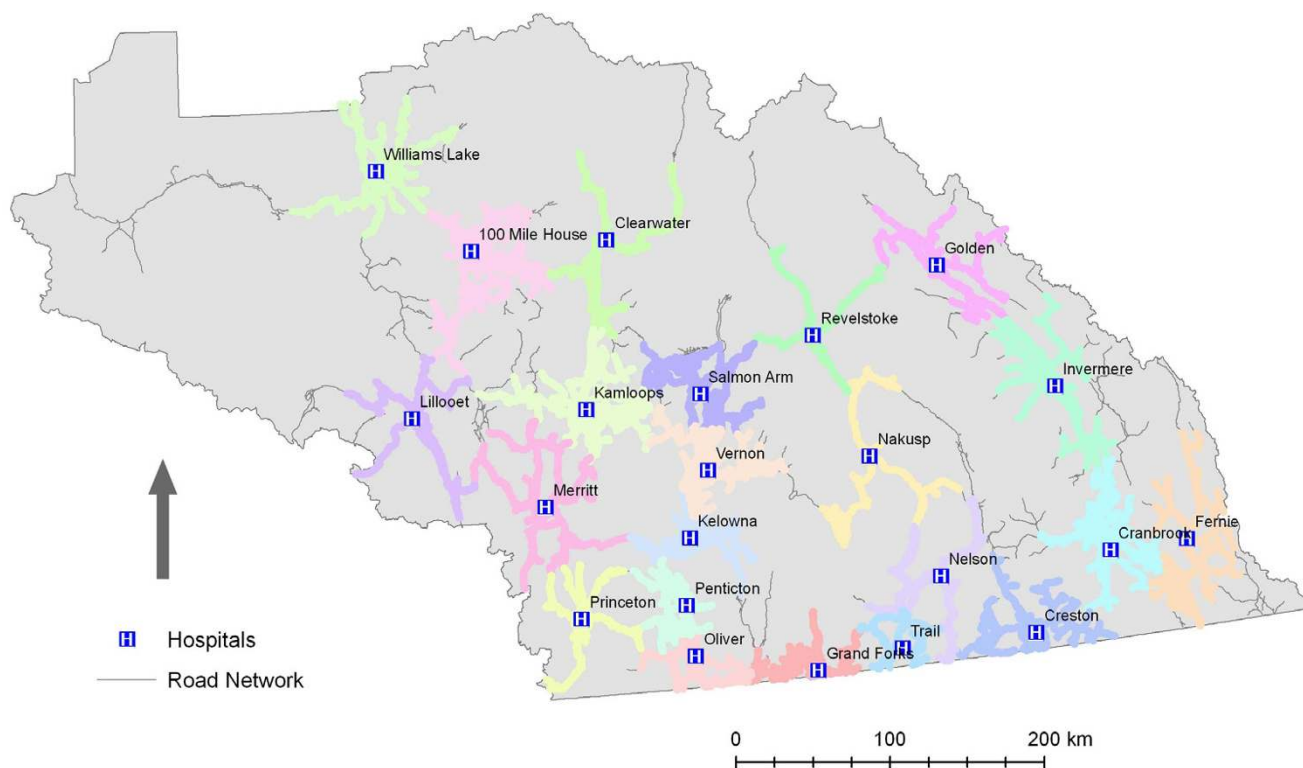 Williams Lake
Clearwater
100 Mile House
Golden
Revelstoke
Invermere
Salmon Arm
Kamloops
Lillooet
Nakusp
Vernon
Merritt
Kelowna
Cranbrook
Fernie
Nelson
Penticton
Princeton
Creston
Oliver
Trail
Grand Forks
H Hospitals
Road Network
0 100 200 km